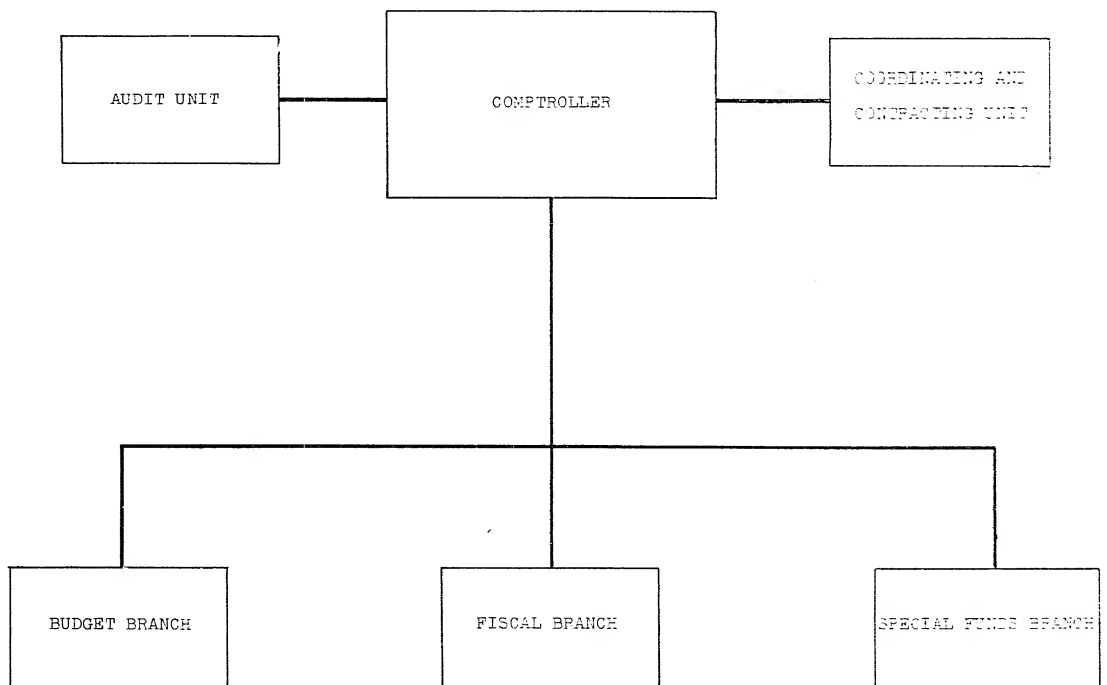 AUDIT UNIT
COMPTROLLER
COORDINATING AND
CONTRACTING UNIT
BUDGET BRANCH
FISCAL BRANCH
SPECIAL FUNDS BRANCH